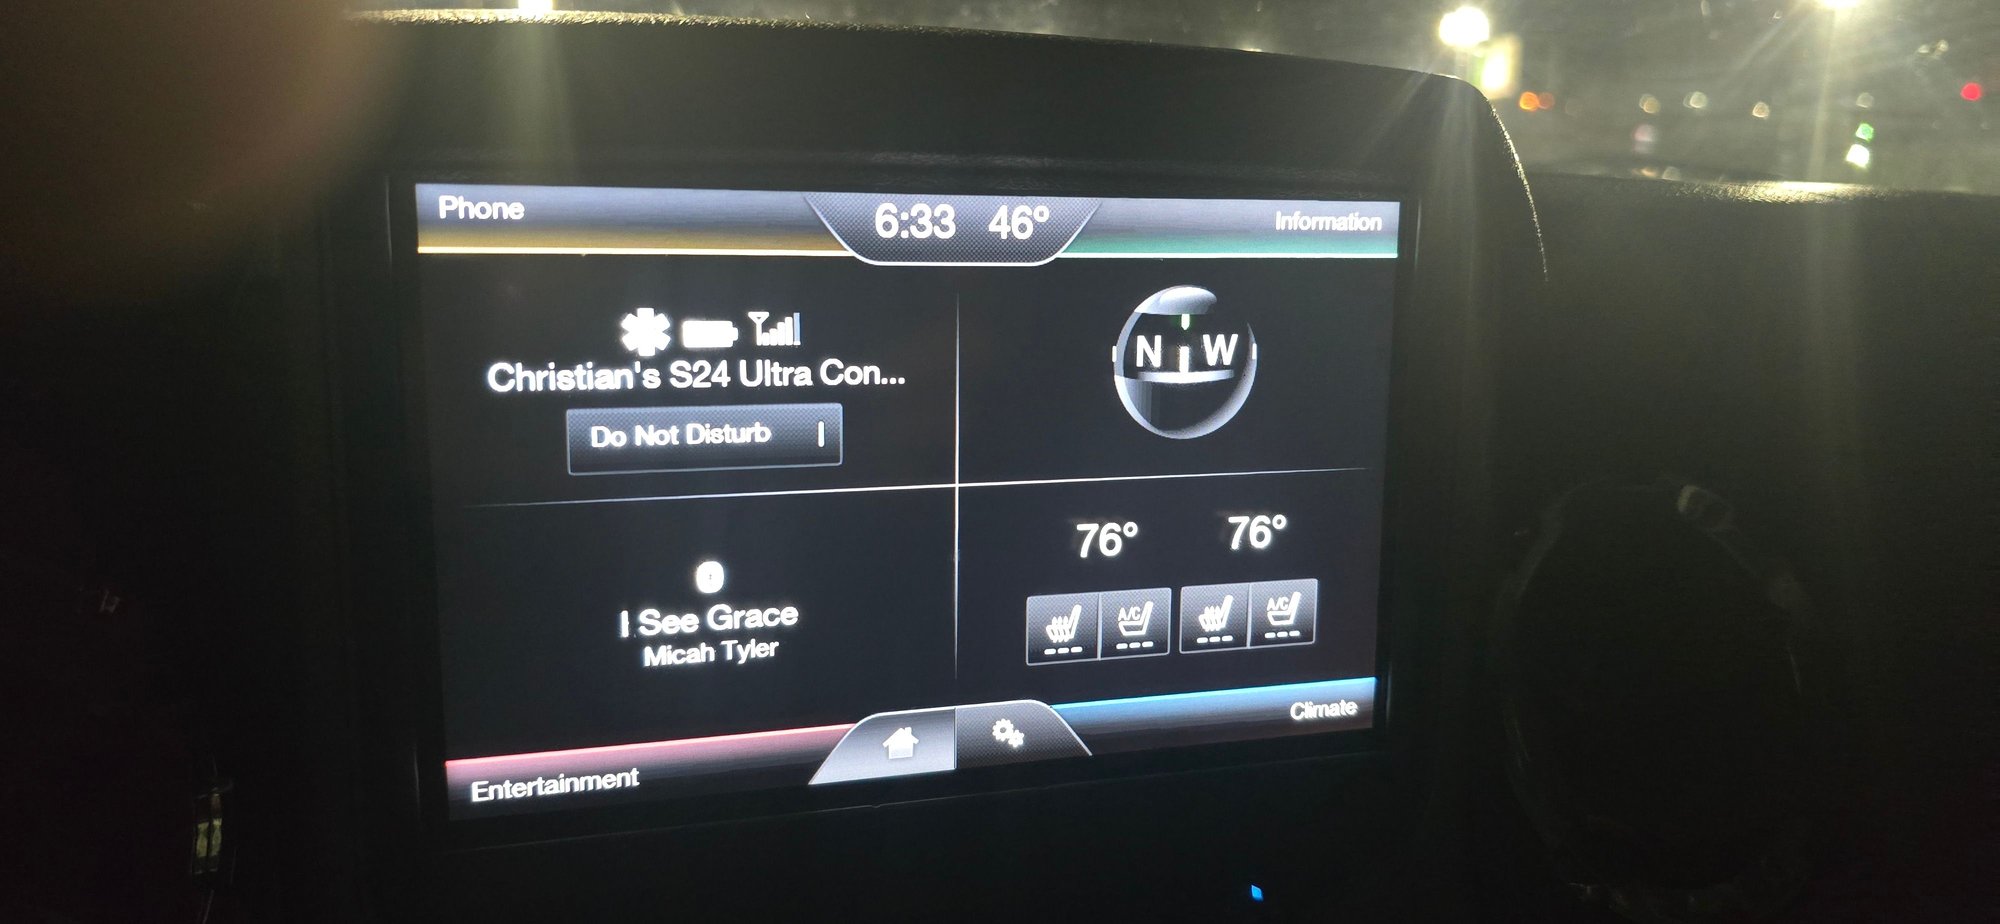 Phone
6:33 46°
Information
Christian's S24 Ultra Con...
Do Not Disturb
N W
I See Grace
Micah Tyler
76° 76°
A/C A/C
Entertainment
Climate